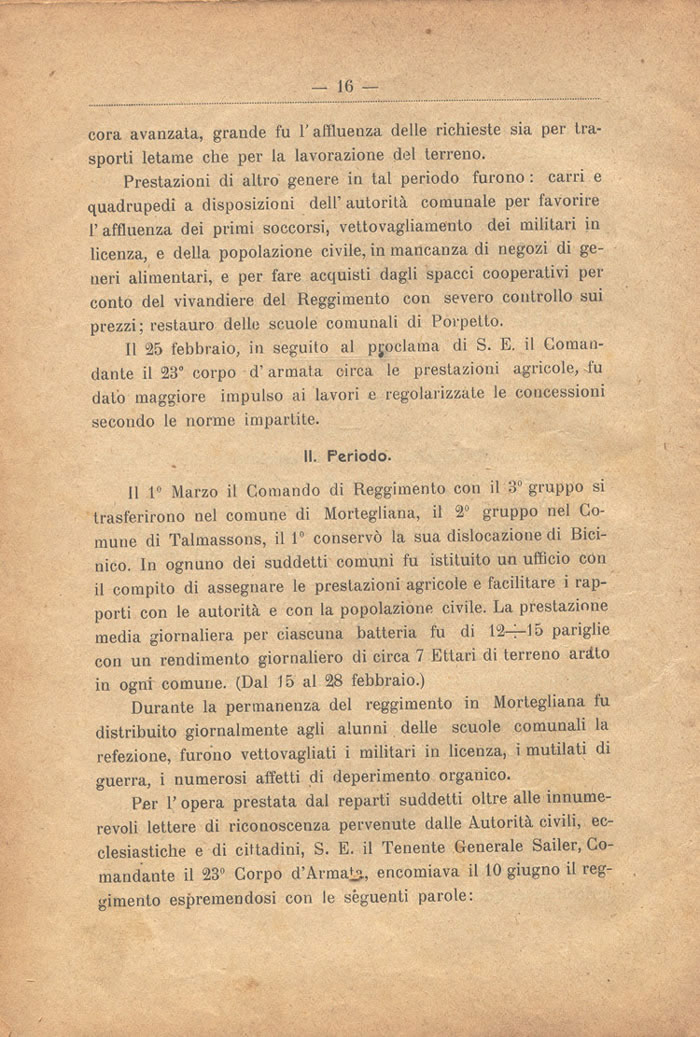 — 16 —
cora avanzata, grande fu l'affluenza delle richieste sia per tra-
sporti letame che per la lavorazione del terreno.
Prestazioni di altro genere in tal periodo furono: carri e
quadrupedi a disposizioni dell'autorità comunale per favorire
l'affluenza dei primi soccorsi, vettovagliamento dei militari in
licenza, e della popolazione civile, in mancanza di negozi di ge-
neri alimentari, e per fare acquisti dagli spacci cooperativi per
conto del vivandiere del Reggimento con severo controllo sui
prezzi; restauro delle scuole comunali di Porpetto.
Il 25 febbraio, in seguito al proclama di S. E. il Coman-
dante il 23° corpo d'armata circa le prestazioni agricole, fu
dato maggiore impulso ai lavori e regolarizzate le concessioni
secondo le norme impartite.
II. Periodo.
Il 1° Marzo il Comando di Reggimento con il 3° gruppo si
trasferirono nel comune di Mortegliana, il 2° gruppo nel Co-
mune di Talmassons, il 1° conservò la sua dislocazione di Bici-
nico. In ognuno dei suddetti comuni fu istituito un ufficio con
il compito di assegnare le prestazioni agricole e facilitare i rap-
porti con le autorità e con la popolazione civile. La prestazione
media giornaliera per ciascuna batteria fu di 12÷15 pariglie
con un rendimento giornaliero di circa 7 Ettari di terreno arato
in ogni comune. (Dal 15 al 28 febbraio.)
Durante la permanenza del reggimento in Mortegliana fu
distribuito giornalmente agli alunni delle scuole comunali la
refezione, furono vettovagliati i militari in licenza, i mutilati di
guerra, i numerosi affetti di deperimento organico.
Per l'opera prestata dal reparti suddetti oltre alle innume-
revoli lettere di riconoscenza pervenute dalle Autorità civili, ec-
clesiastiche e di cittadini, S. E. il Tenente Generale Sailer, Co-
mandante il 23° Corpo d'Armata, encomiava il 10 giugno il reg-
gimento espremendosi con le seguenti parole: